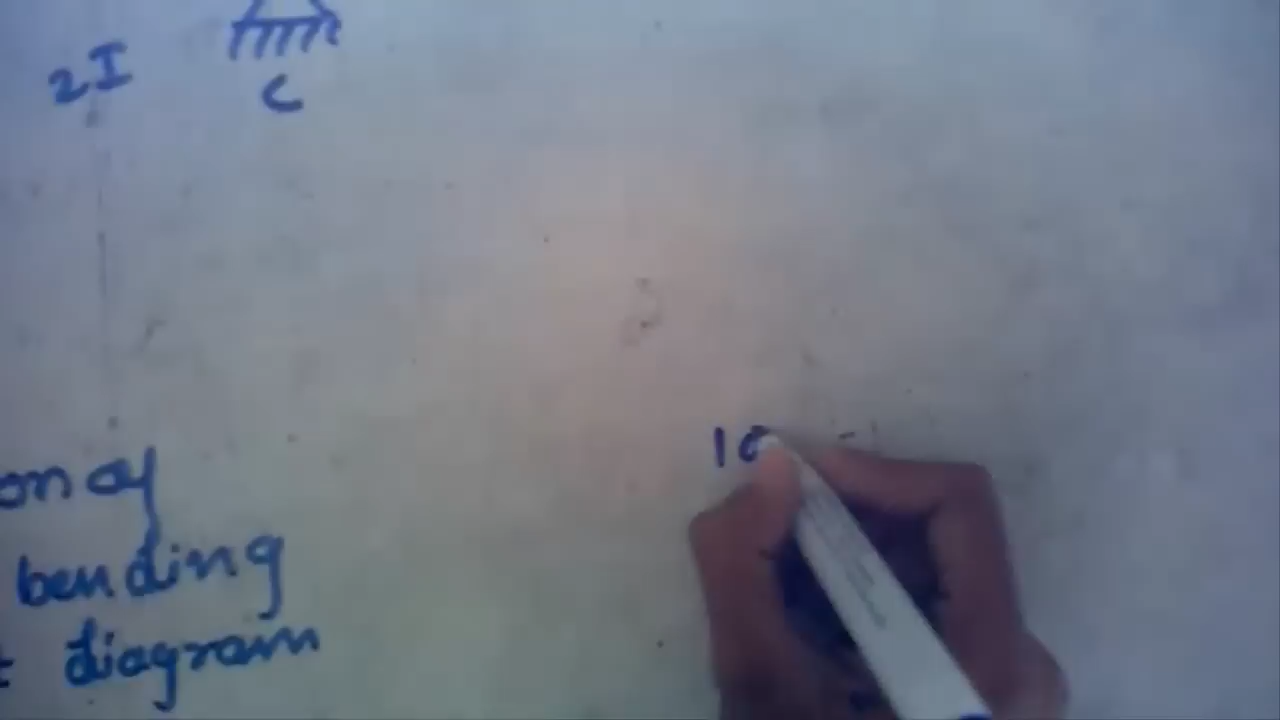 2I
C
on of
bending
t diagram